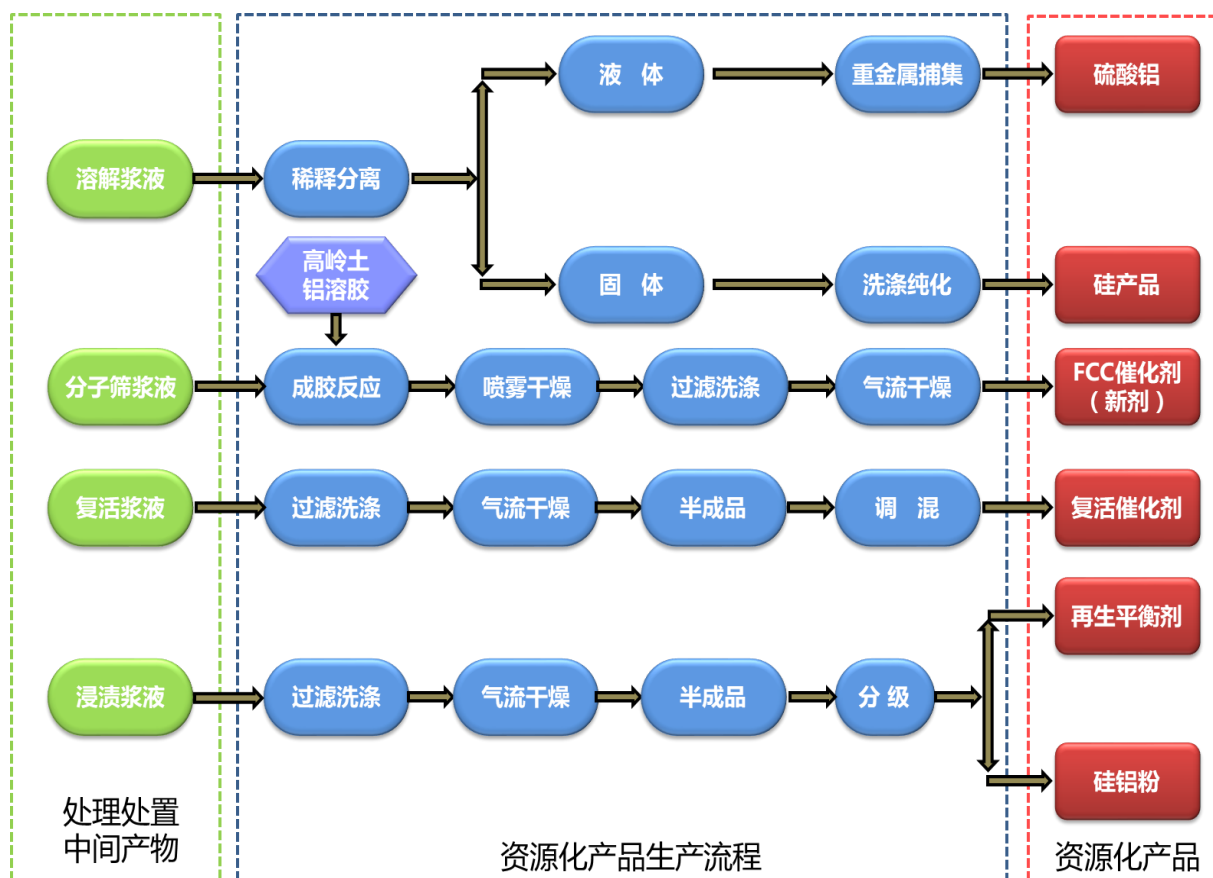 液 体
重金属捕集
硫酸铝
溶解浆液
稀释分离
高岭土
铝溶胶
固 体
洗涤纯化
硅产品
分子筛浆液
成胶反应
喷雾干燥
过滤洗涤
气流干燥
FCC催化剂
（新剂）
复活浆液
过滤洗涤
气流干燥
半成品
调 混
复活催化剂
再生平衡剂
浸渍浆液
过滤洗涤
气流干燥
半成品
分 级
硅铝粉
处理处置
中间产物
资源化产品生产流程
资源化产品